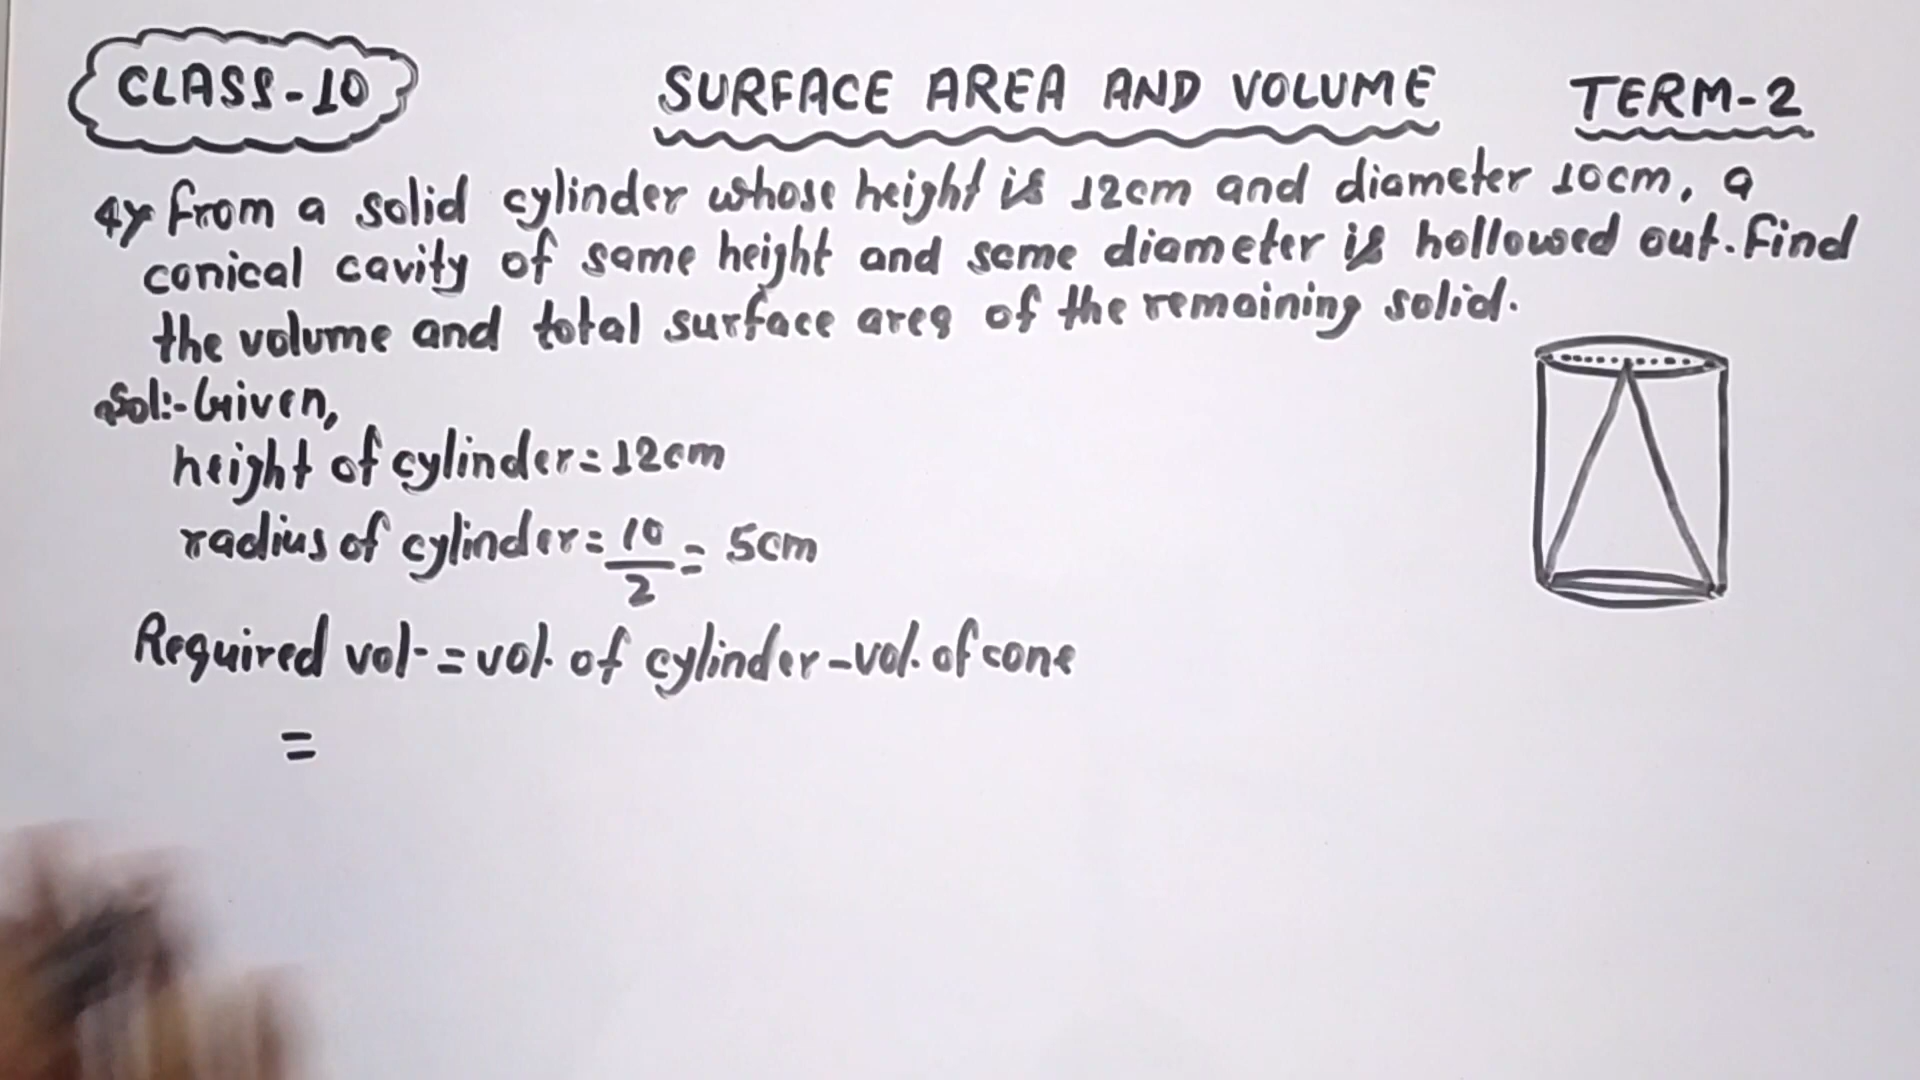 CLASS-10
SURFACE AREA AND VOLUME
TERM-2
4) from a solid cylinder whose height is 12cm and diameter 10cm, a
conical cavity of same height and same diameter is hollowed out. Find
the volume and total surface area of the remaining solid.
Sol:- Given,
height of cylinder = 12cm
radius of cylinder = 10/2 = 5cm
Required vol. = vol. of cylinder - vol. of cone
=